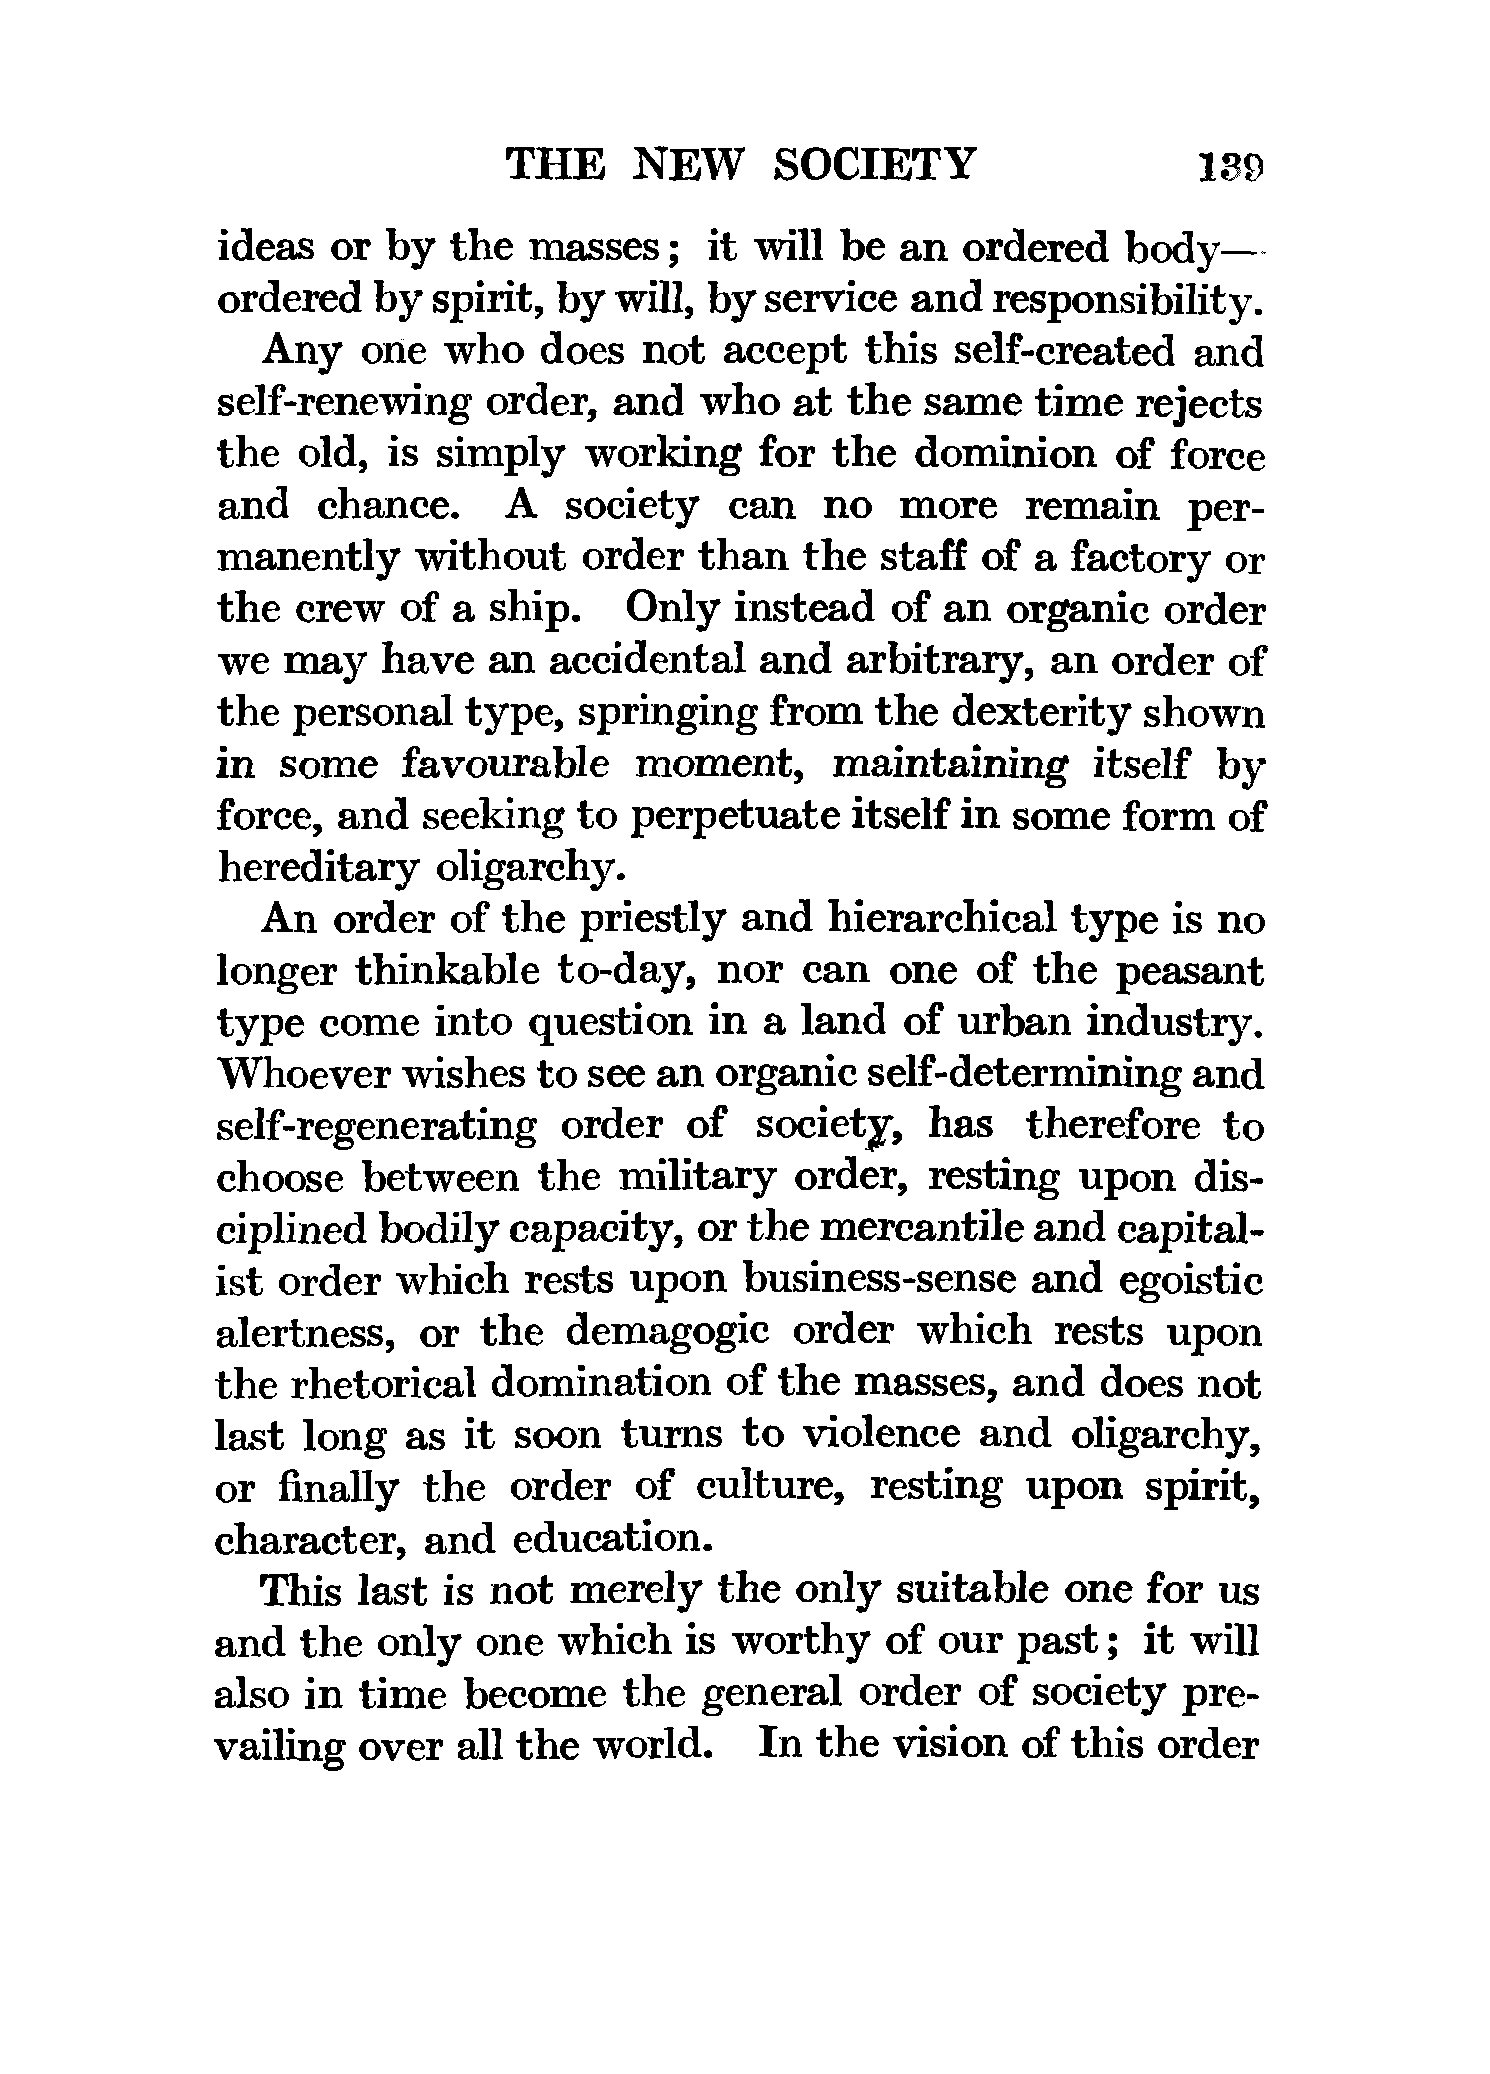 THE NEW SOCIETY 139
ideas or by the masses; it will be an ordered body—
ordered by spirit, by will, by service and responsibility.
Any one who does not accept this self-created and
self-renewing order, and who at the same time rejects
the old, is simply working for the dominion of force
and chance. A society can no more remain per-
manently without order than the staff of a factory or
the crew of a ship. Only instead of an organic order
we may have an accidental and arbitrary, an order of
the personal type, springing from the dexterity shown
in some favourable moment, maintaining itself by
force, and seeking to perpetuate itself in some form of
hereditary oligarchy.
An order of the priestly and hierarchical type is no
longer thinkable to-day, nor can one of the peasant
type come into question in a land of urban industry.
Whoever wishes to see an organic self-determining and
self-regenerating order of society, has therefore to
choose between the military order, resting upon dis-
ciplined bodily capacity, or the mercantile and capital-
ist order which rests upon business-sense and egoistic
alertness, or the demagogic order which rests upon
the rhetorical domination of the masses, and does not
last long as it soon turns to violence and oligarchy,
or finally the order of culture, resting upon spirit,
character, and education.
This last is not merely the only suitable one for us
and the only one which is worthy of our past; it will
also in time become the general order of society pre-
vailing over all the world. In the vision of this order